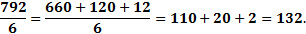 792/6 = (660+120+12)/6 = 110+20+2 = 132.